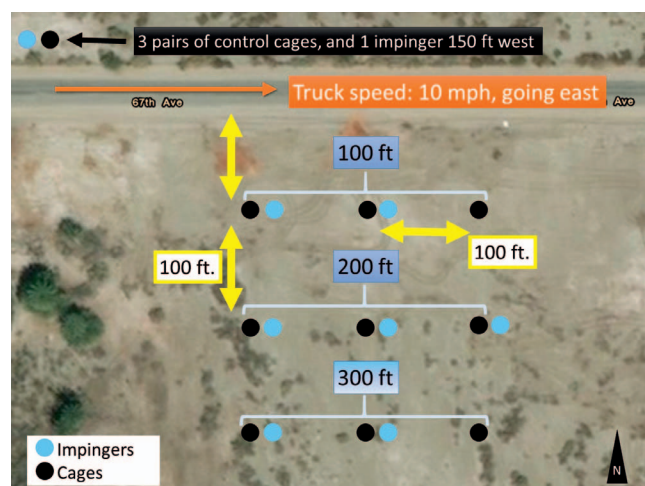 3 pairs of control cages, and 1 impinger 150 ft west
Truck speed: 10 mph, going east
67th Ave
Ave
100 ft
100 ft.
100 ft.
200 ft
300 ft
Impingers
Cages
N